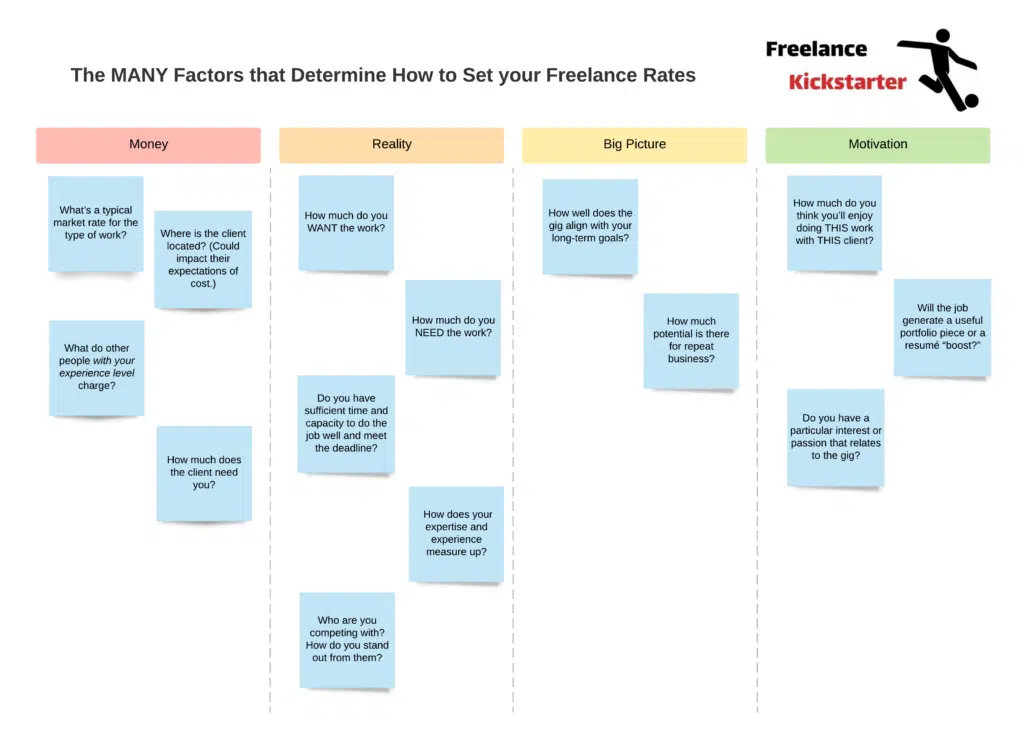 The MANY Factors that Determine How to Set your Freelance Rates
Freelance
Kickstarter
Money
What's a typical
market rate for the
type of work?
Where is the client
located? (Could
impact their
expectations of
cost.)
What do other
people with your
experience level
charge?
How much does
the client need
you?
Reality
How much do you
WANT the work?
How much do you
NEED the work?
Do you have
sufficient time and
capacity to do the
job well and meet
the deadline?
How does your
expertise and
experience
measure up?
Who are you
competing with?
How do you stand
out from them?
Big Picture
How well does the
gig align with your
long-term goals?
How much
potential is there
for repeat
business?
Motivation
How much do you
think you'll enjoy
doing THIS work
with THIS client?
Will the job
generate a useful
portfolio piece or a
resumé “boost?”
Do you have a
particular interest or
passion that relates
to the gig?